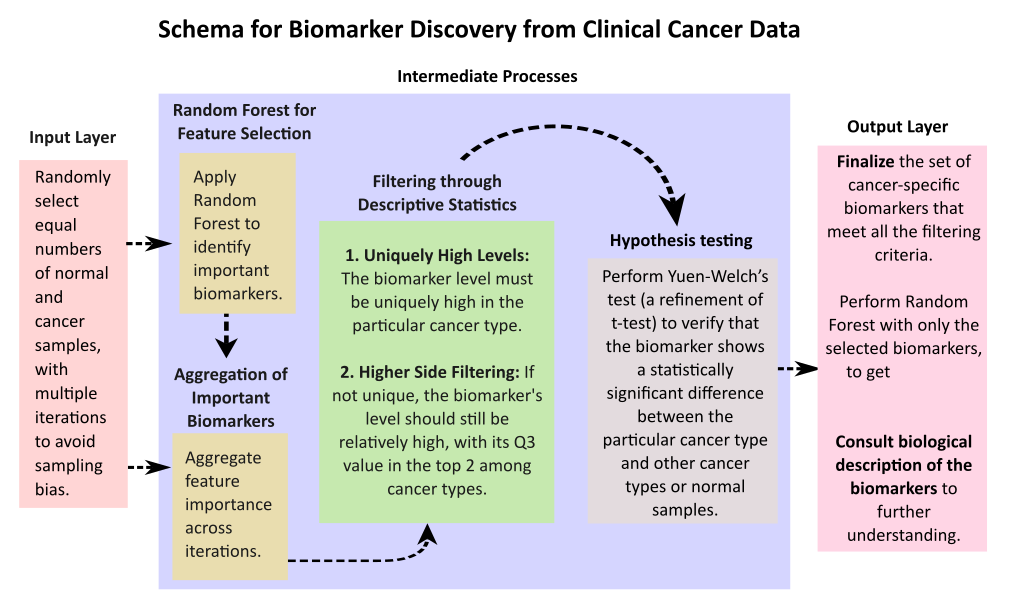 Schema for Biomarker Discovery from Clinical Cancer Data
Intermediate Processes
Input Layer
Randomly
select
equal
numbers
of normal
and
cancer
samples,
with
multiple
iterations
to avoid
sampling
bias.
Random Forest for
Feature Selection
Apply
Random
Forest to
identify
important
biomarkers.
Aggregation of
Important
Biomarkers
Aggregate
feature
importance
across
iterations.
Filtering through
Descriptive Statistics
1. Uniquely High Levels:
The biomarker level must
be uniquely high in the
particular cancer type.
2. Higher Side Filtering: If
not unique, the biomarker's
level should still be
relatively high, with its Q3
value in the top 2 among
cancer types.
Hypothesis testing
Perform Yuen-Welch’s
test (a refinement of
t-test) to verify that
the biomarker shows
a statistically
significant difference
between the
particular cancer type
and other cancer
types or normal
samples.
Output Layer
Finalize the set of
cancer-specific
biomarkers that
meet all the filtering
criteria.
Perform Random
Forest with only the
selected biomarkers,
to get
Consult biological
description of the
biomarkers to
further
understanding.